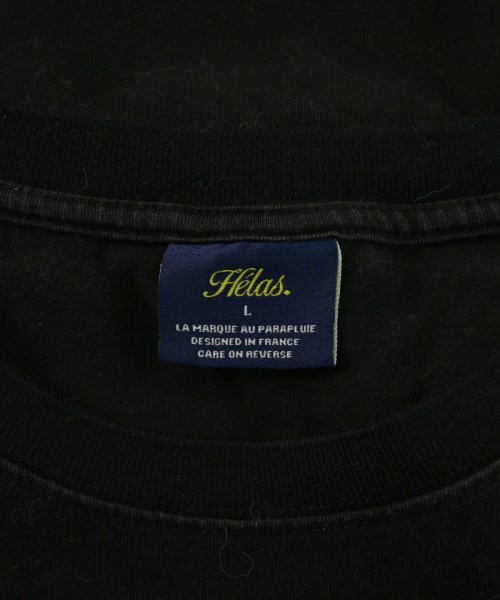 Hélas.
L
LA MARQUE AU PARAPLUIE
DESIGNED IN FRANCE
CARE ON REVERSE